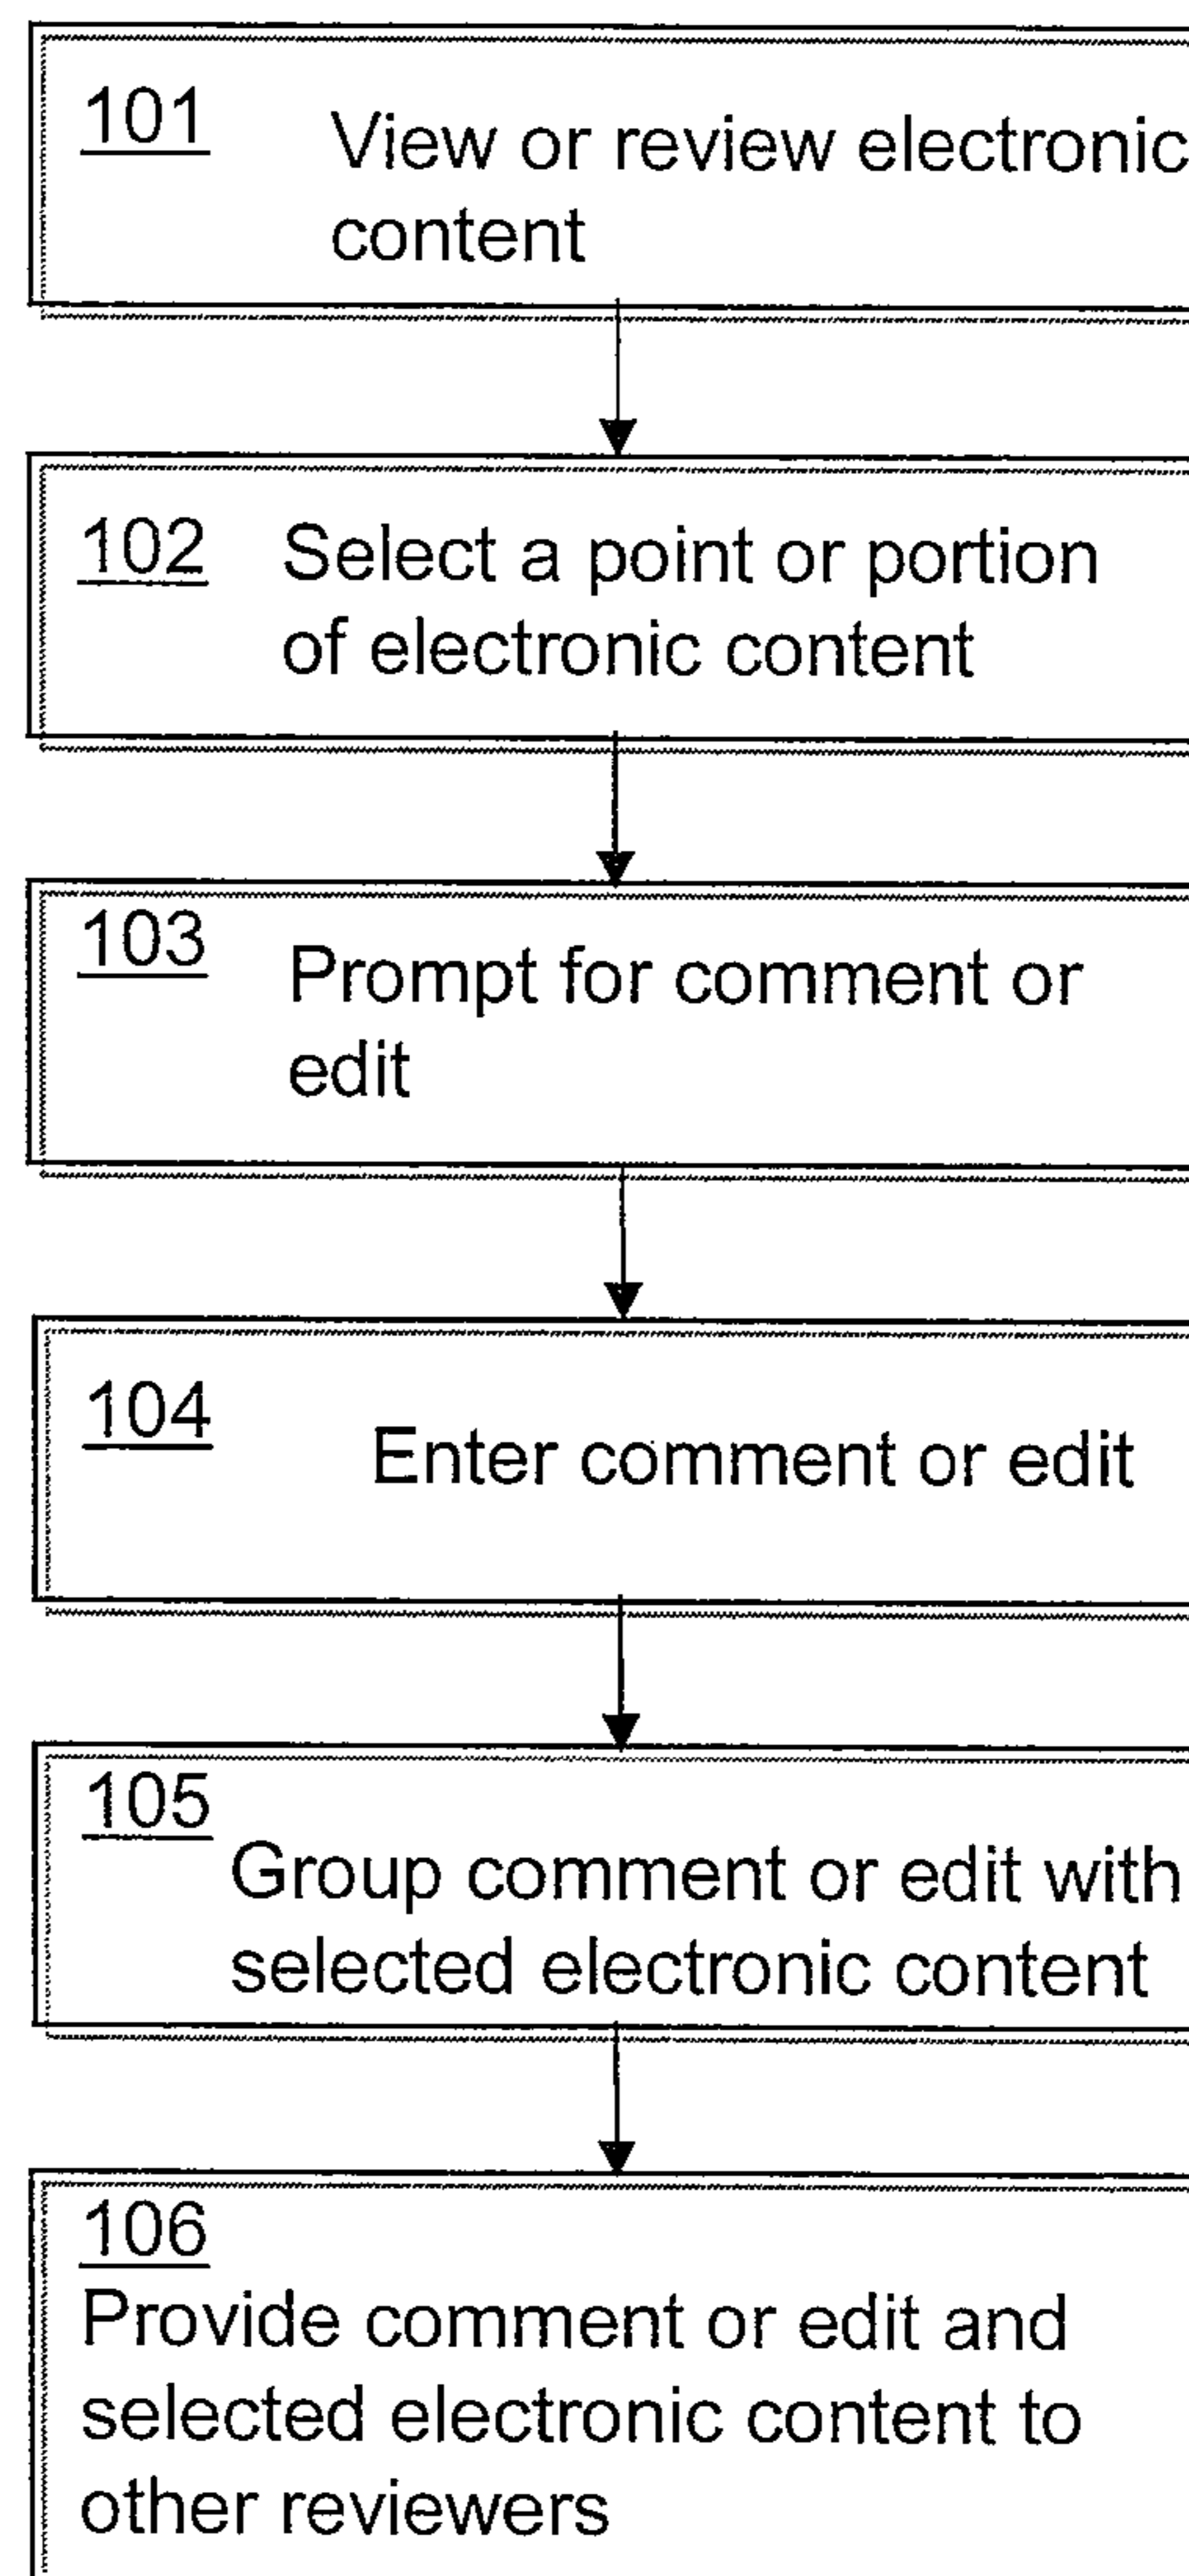 101 View or review electronic
content
102 Select a point or portion
of electronic content
103 Prompt for comment or
edit
104 Enter comment or edit
105
Group comment or edit with
selected electronic content
106
Provide comment or edit and
selected electronic content to
other reviewers